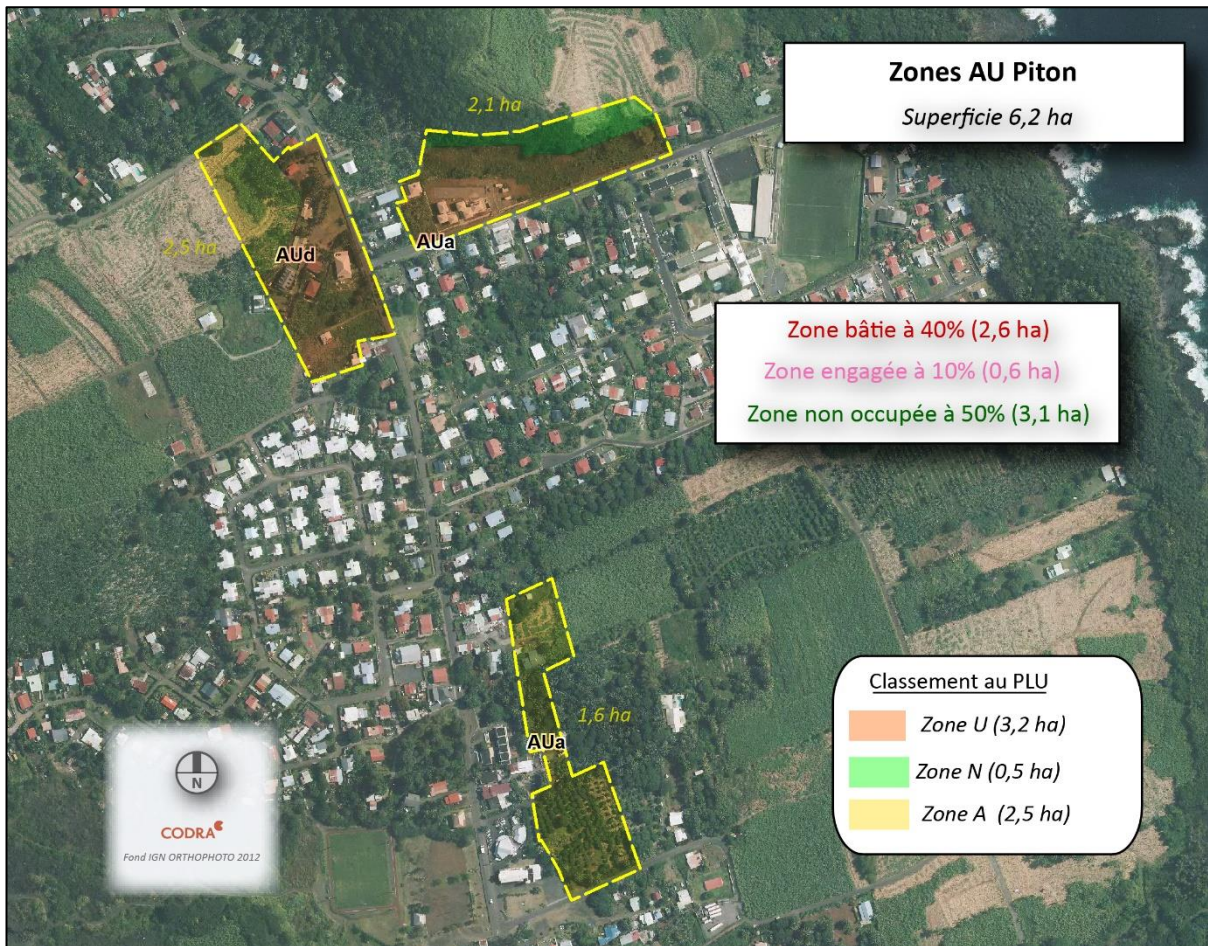 Zones AU Piton
Superficie 6,2 ha
2,1 ha
2,5 ha
AUd
AUa
Zone bâtie à 40% (2,6 ha)
Zone engagée à 10% (0,6 ha)
Zone non occupée à 50% (3,1 ha)
1,6 ha
AUa
Classement au PLU
Zone U (3,2 ha)
Zone N (0,5 ha)
Zone A (2,5 ha)
N
CODRA
Fond IGN ORTHOPHOTO 2012